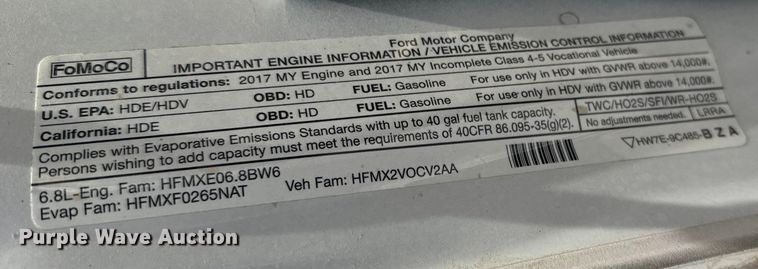 FoMoCo
Ford Motor Company
IMPORTANT ENGINE INFORMATION / VEHICLE EMISSION CONTROL INFORMATION
Conforms to regulations: 2017 MY Engine and 2017 MY Incomplete Class 4-5 Vocational Vehicle
U.S. EPA: HDE/HDV OBD: HD FUEL: Gasoline For use only in HDV with GVWR above 14,000#.
California: HDE OBD: HD FUEL: Gasoline For use only in HDV with GVWR above 14,000#.
Complies with Evaporative Emissions Standards with up to 40 gal fuel tank capacity.
TWC/HO2S/SFI/WR-HO2S
Persons wishing to add capacity must meet the requirements of 40CFR 86.095-35(g)(2).
No adjustments needed. LRRA
HW7E-9C485-BZA
6.8L-Eng. Fam: HFMXE06.8BW6 Veh Fam: HFMX2VOCV2AA
Evap Fam: HFMXF0265NAT
Purple Wave Auction